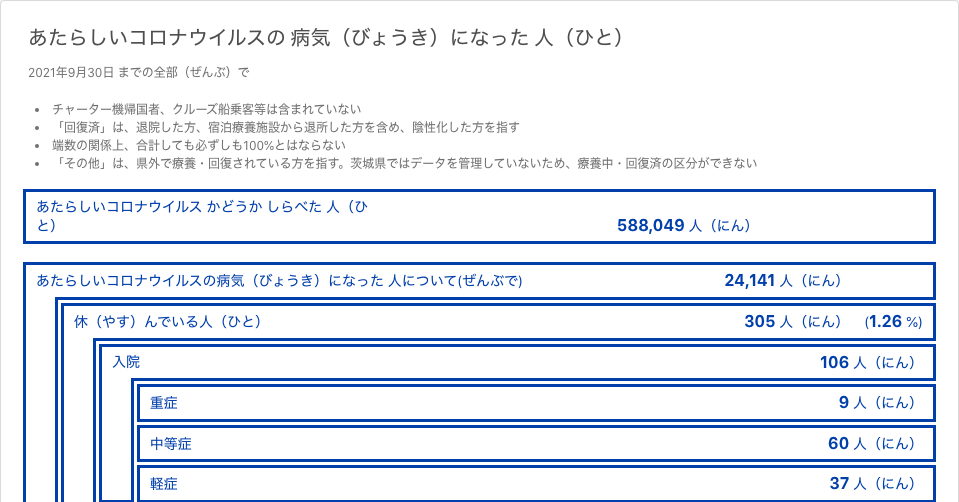 あたらしいコロナウイルスの 病気（びょうき）になった 人（ひと）
2021年9月30日 までの全部（ぜんぶ）で
• チャーター機帰国者、クルーズ船乗客等は含まれていない
• 「回復済」は、退院した方、宿泊療養施設から退所した方を含め、陰性化した方を指す
• 端数の関係上、合計しても必ずしも100%とはならない
• 「その他」は、県外で療養・回復されている方を指す。茨城県ではデータを管理していないため、療養中・回復済の区分ができない
あたらしいコロナウイルス かどうか しらべた 人（ひ
と） 588,049 人（にん）
あたらしいコロナウイルスの病気（びょうき）になった 人について(ぜんぶで) 24,141 人（にん）
休（やす）んでいる人（ひと） 305 人（にん） (1.26 %)
入院 106 人（にん）
重症 9 人（にん）
中等症 60 人（にん）
軽症 37 人（にん）